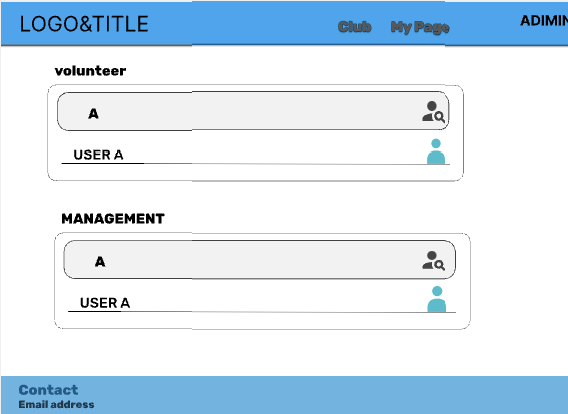 LOGO&TITLE Club My Page ADIMIN
volunteer
A
USER A
MANAGEMENT
A
USER A
Contact
Email address